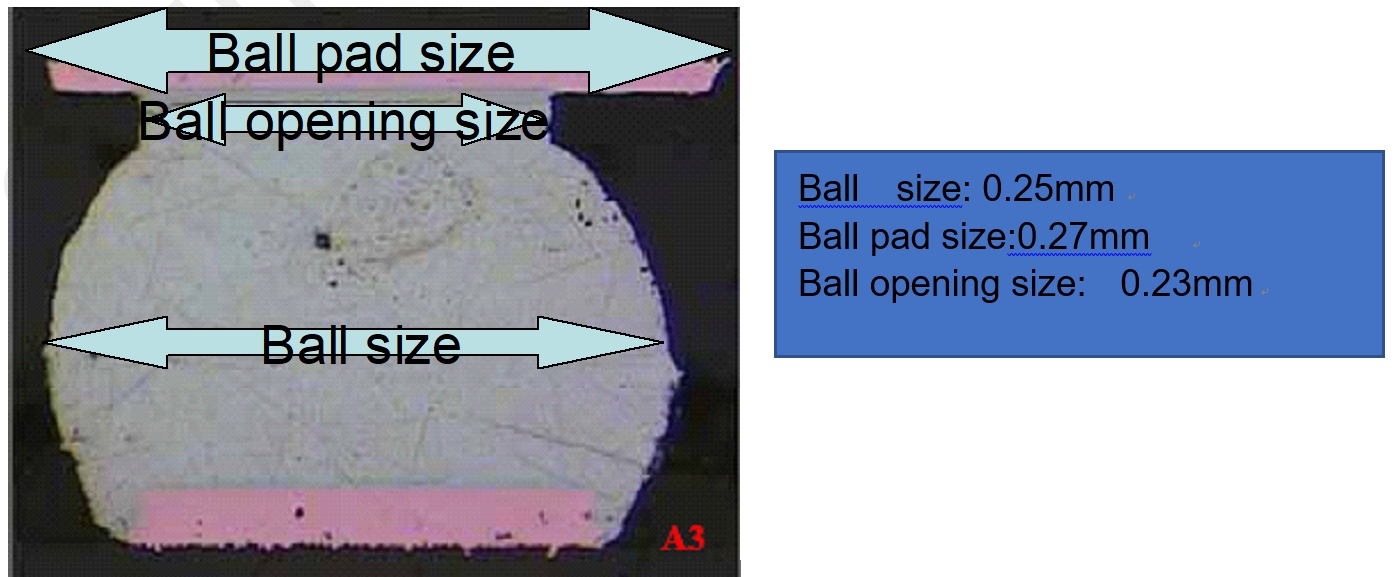 Ball pad size
Ball opening size
Ball size
A3
Ball size: 0.25mm
Ball pad size:0.27mm
Ball opening size: 0.23mm